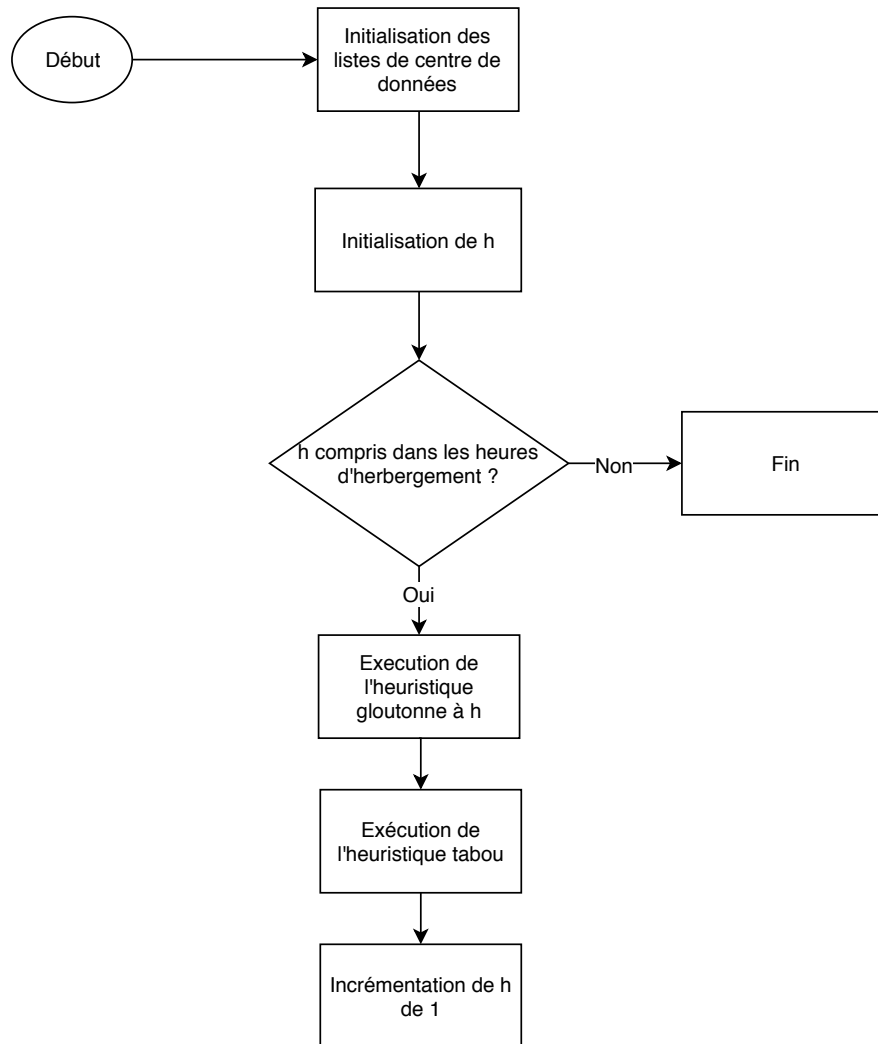 Début
Initialisation des
listes de centre de
données
Initialisation de h
h compris dans les heures
d'herbergement ?
Non
Fin
Oui
Execution de
l'heuristique
gloutonne à h
Exécution de
l'heuristique tabou
Incrémentation de h
de 1